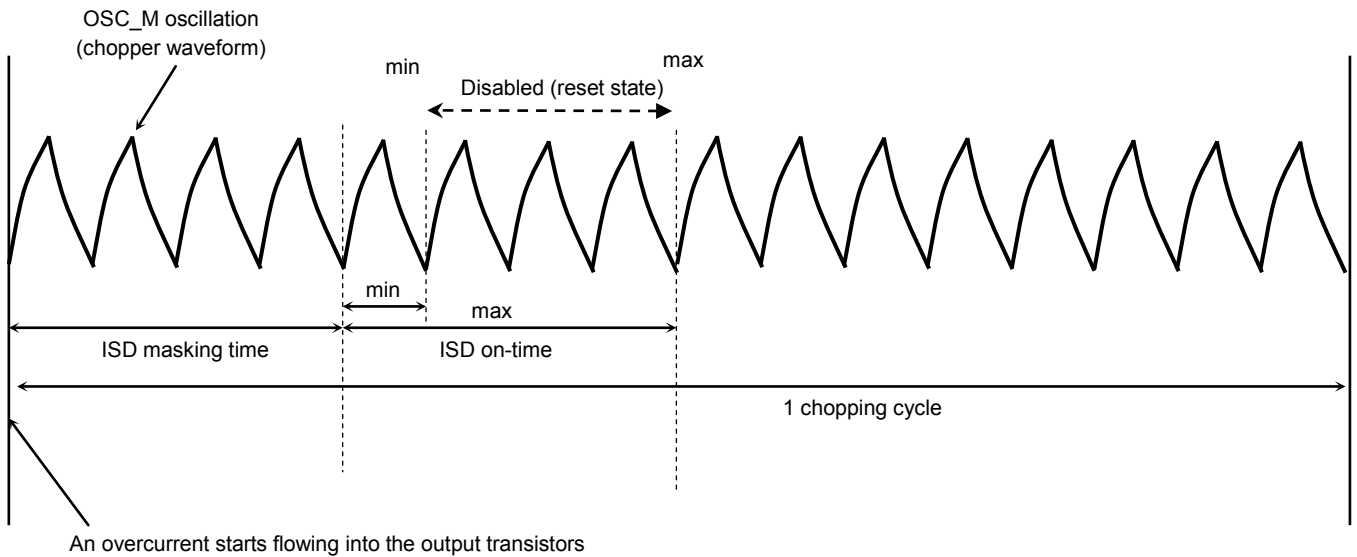 OSC_M oscillation
(chopper waveform)
min
max
Disabled (reset state)
min
max
ISD masking time
ISD on-time
1 chopping cycle
An overcurrent starts flowing into the output transistors